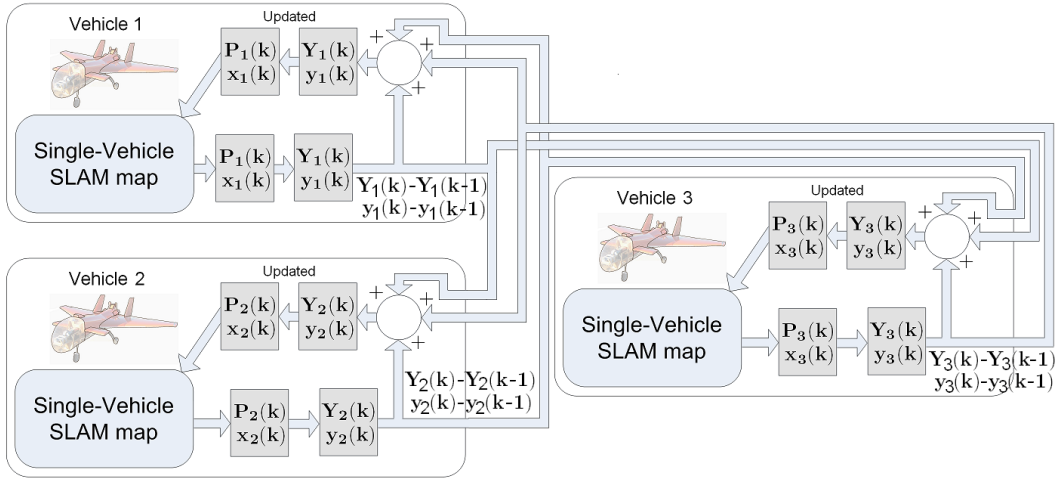 Vehicle 1
Updated
P₁(k)
x₁(k)
Y₁(k)
y₁(k)
+
+
+
Single-Vehicle
SLAM map
P₁(k)
x₁(k)
Y₁(k)
y₁(k)
Y₁(k)-Y₁(k-1)
y₁(k)-y₁(k-1)
Vehicle 2
Updated
P₂(k)
x₂(k)
Y₂(k)
y₂(k)
+
+
+
Single-Vehicle
SLAM map
P₂(k)
x₂(k)
Y₂(k)
y₂(k)
Y₂(k)-Y₂(k-1)
y₂(k)-y₂(k-1)
Vehicle 3
Updated
P₃(k)
x₃(k)
Y₃(k)
y₃(k)
+
+
+
Single-Vehicle
SLAM map
P₃(k)
x₃(k)
Y₃(k)
y₃(k)
Y₃(k)-Y₃(k-1)
y₃(k)-y₃(k-1)